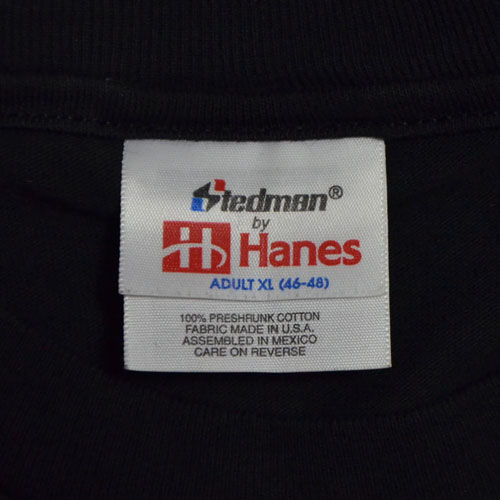 Stedman®
by
Hanes
ADULT XL (46-48)
100% PRESHRUNK COTTON
FABRIC MADE IN U.S.A.
ASSEMBLED IN MEXICO
CARE ON REVERSE